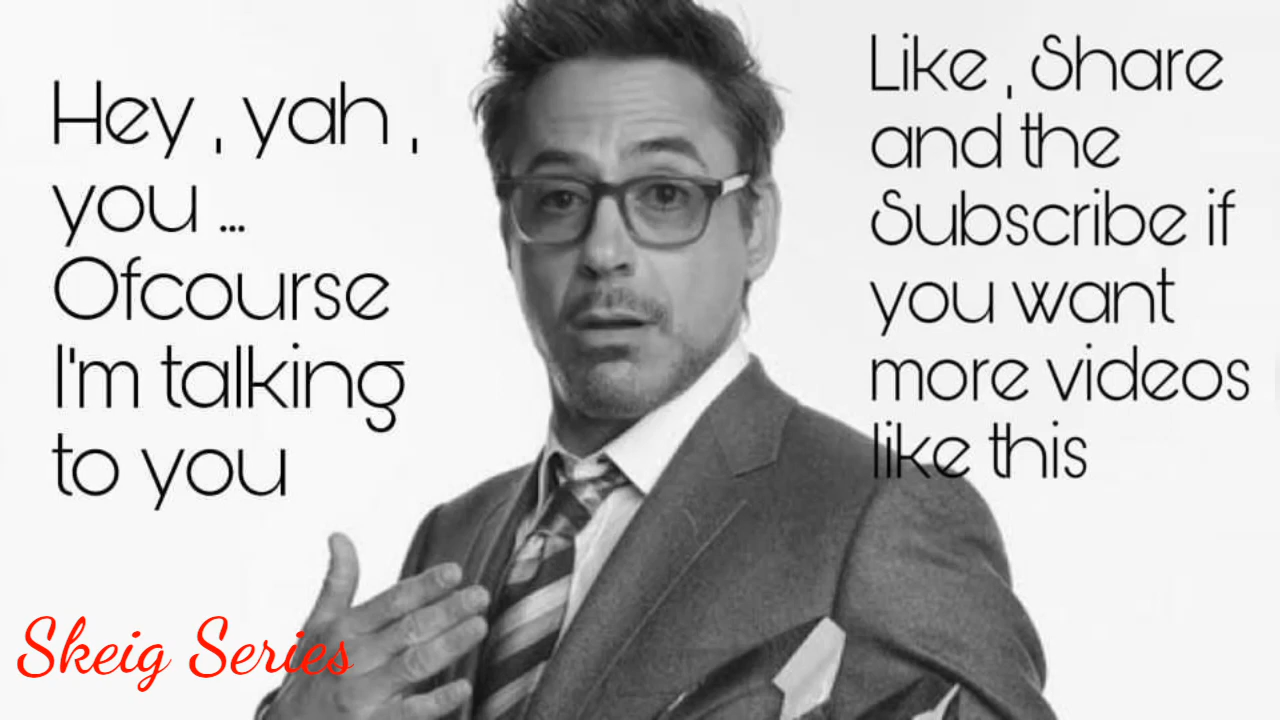 Hey , yah ,
you ...
Ofcourse
I'm talking
to you
Like , Share
and the
Subscribe if
you want
more videos
like this
Skeig Series